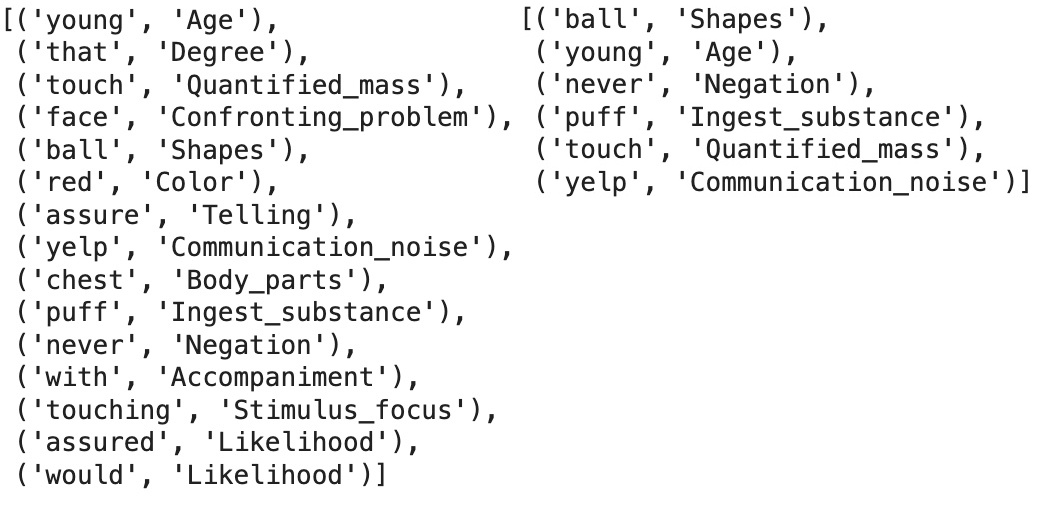 [('young', 'Age'),
('that', 'Degree'),
('touch', 'Quantified_mass'),
('face', 'Confronting_problem'),
('ball', 'Shapes'),
('red', 'Color'),
('assure', 'Telling'),
('yelp', 'Communication_noise'),
('chest', 'Body_parts'),
('puff', 'Ingest_substance'),
('never', 'Negation'),
('with', 'Accompaniment'),
('touching', 'Stimulus_focus'),
('assured', 'Likelihood'),
('would', 'Likelihood')]
[('ball', 'Shapes'),
('young', 'Age'),
('never', 'Negation'),
('puff', 'Ingest_substance'),
('touch', 'Quantified_mass'),
('yelp', 'Communication_noise')]